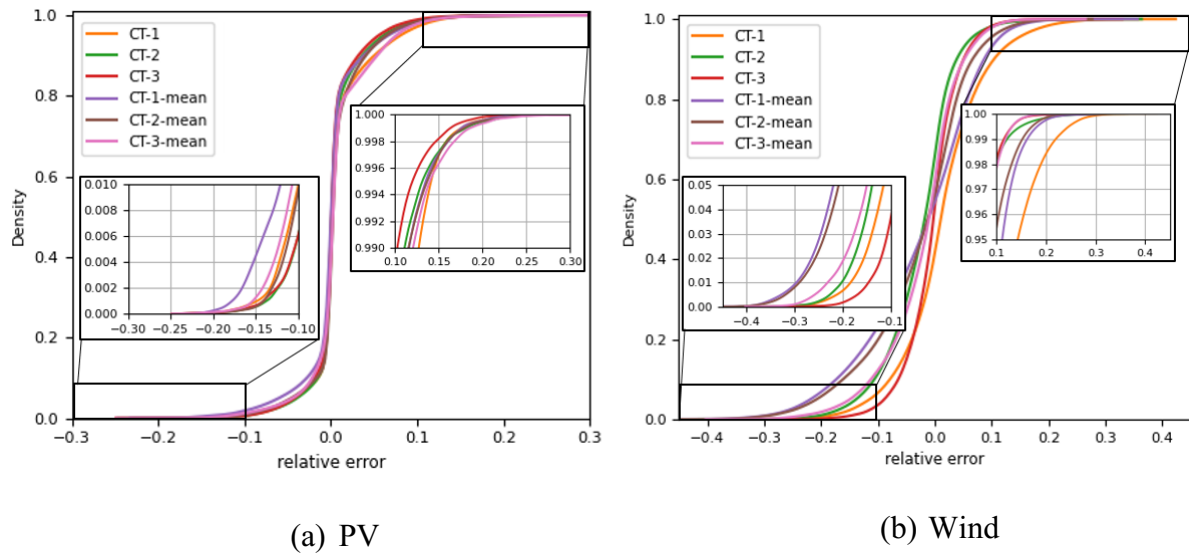 1.0
0.8
0.6
0.4
0.2
0.0
Density
CT-1
CT-2
CT-3
CT-1-mean
CT-2-mean
CT-3-mean
1.000
0.998
0.996
0.994
0.992
0.990
0.10 0.15 0.20 0.25 0.30
0.010
0.008
0.006
0.004
0.002
0.000
−0.30 −0.25 −0.20 −0.15 −0.10
−0.3 −0.2 −0.1 0.0 0.1 0.2 0.3
relative error
(a) PV
1.0
0.8
0.6
0.4
0.2
0.0
Density
CT-1
CT-2
CT-3
CT-1-mean
CT-2-mean
CT-3-mean
1.00
0.99
0.98
0.97
0.96
0.95
0.1 0.2 0.3 0.4
0.05
0.04
0.03
0.02
0.01
0.00
−0.4 −0.3 −0.2 −0.1
−0.4 −0.3 −0.2 −0.1 0.0 0.1 0.2 0.3 0.4
relative error
(b) Wind